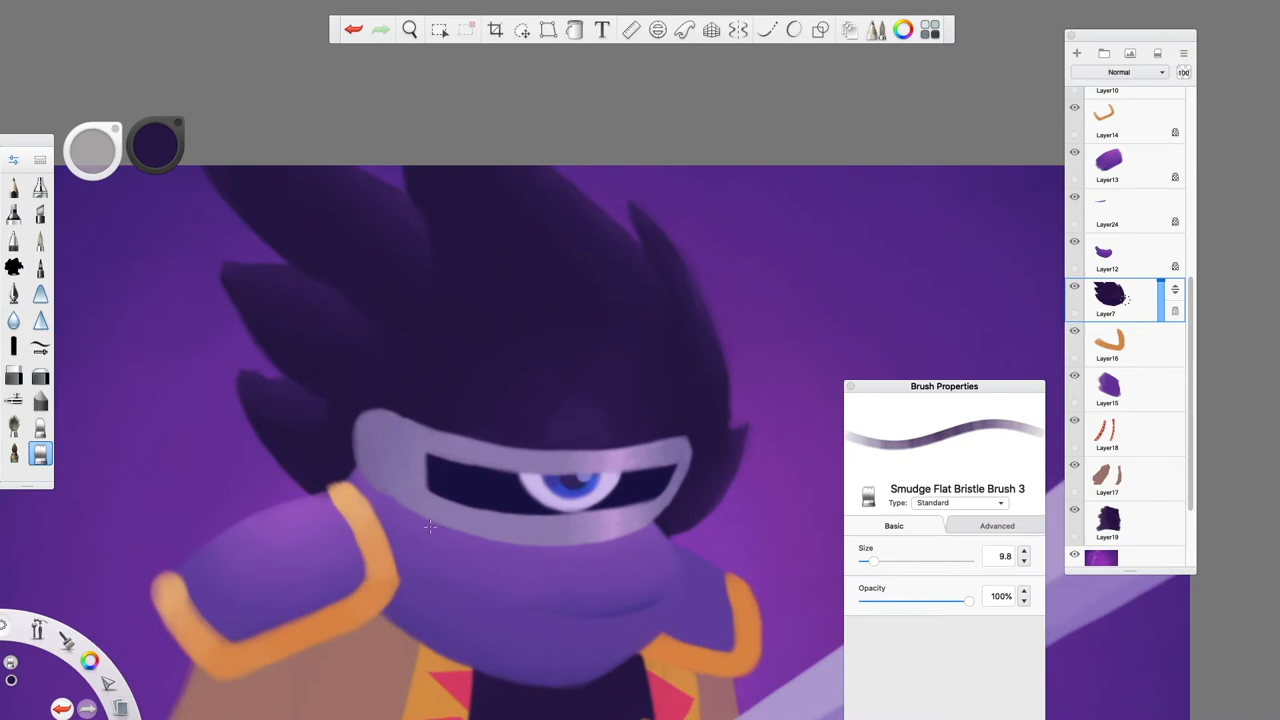 T
Normal
100
Layer10
Layer14
Layer13
Layer24
Layer12
Layer7
Layer16
Layer15
Layer18
Layer17
Layer19
Brush Properties
Smudge Flat Bristle Brush 3
Type: Standard
Basic Advanced
Size
9.8
Opacity
100%